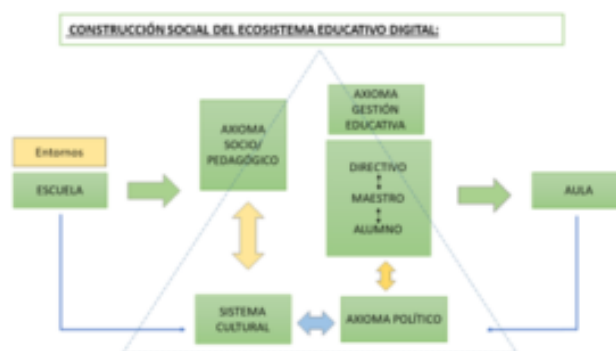 CONSTRUCCIÓN SOCIAL DEL ECOSISTEMA EDUCATIVO DIGITAL:
AXIOMA
GESTIÓN
EDUCATIVA
AXIOMA
SOCIO/
PEDAGÓGICO
Entornos
ESCUELA
DIRECTIVO
MAESTRO
ALUMNO
AULA
SISTEMA
CULTURAL
AXIOMA POLÍTICO